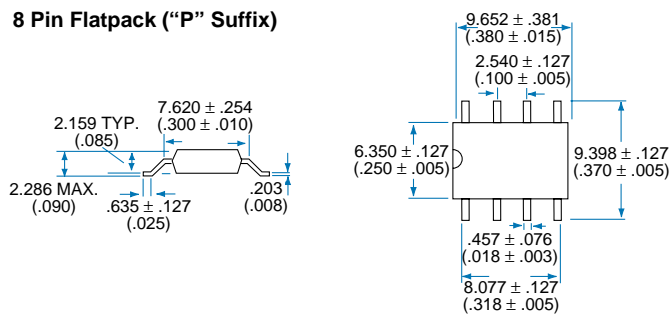 8 Pin Flatpack (“P” Suffix)
9.652 ± .381
(.380 ± .015)
2.540 ± .127
(.100 ± .005)
7.620 ± .254
(.300 ± .010)
2.159 TYP.
(.085)
2.286 MAX.
(.090)
.635 ± .127
(.025)
.203
(.008)
6.350 ± .127
(.250 ± .005)
9.398 ± .127
(.370 ± .005)
.457 ± .076
(.018 ± .003)
8.077 ± .127
(.318 ± .005)